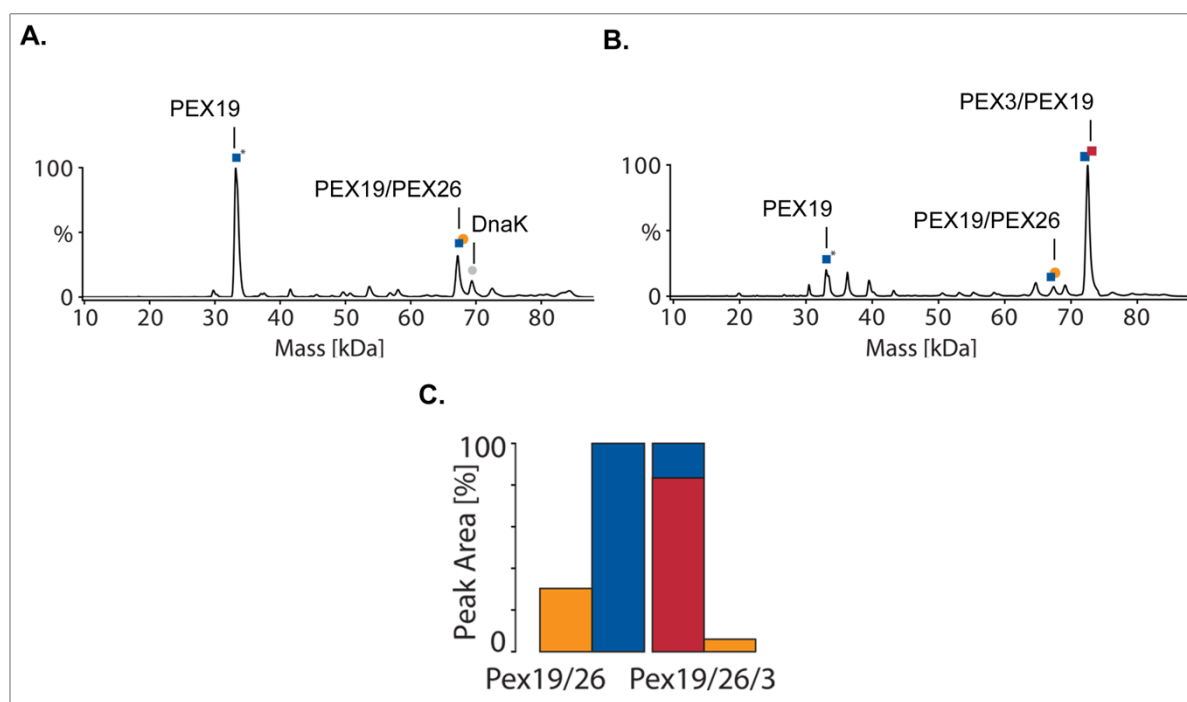 A.
PEX19
*
100
PEX19/PEX26
DnaK
%
0
10 20 30 40 50 60 70 80
Mass [kDa]
B.
PEX3/PEX19
100
PEX19
*
PEX19/PEX26
%
0
10 20 30 40 50 60 70 80
Mass [kDa]
C.
100
Peak Area [%]
0
Pex19/26 Pex19/26/3